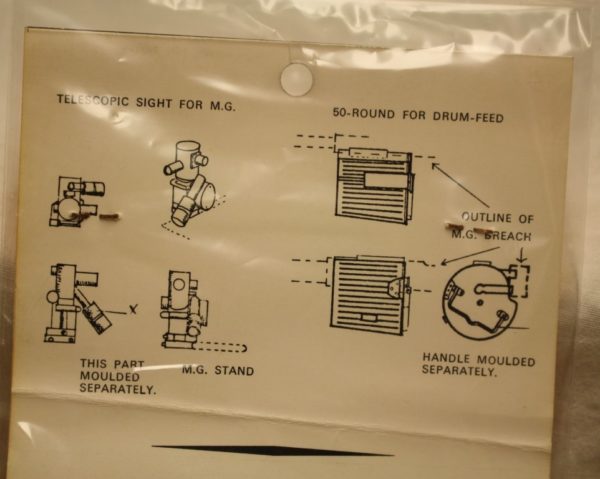 TELESCOPIC SIGHT FOR M.G.
50-ROUND FOR DRUM-FEED
OUTLINE OF
M.G. BREACH
X
THIS PART
MOULDED
SEPARATELY.
M.G. STAND
HANDLE MOULDED
SEPARATELY.